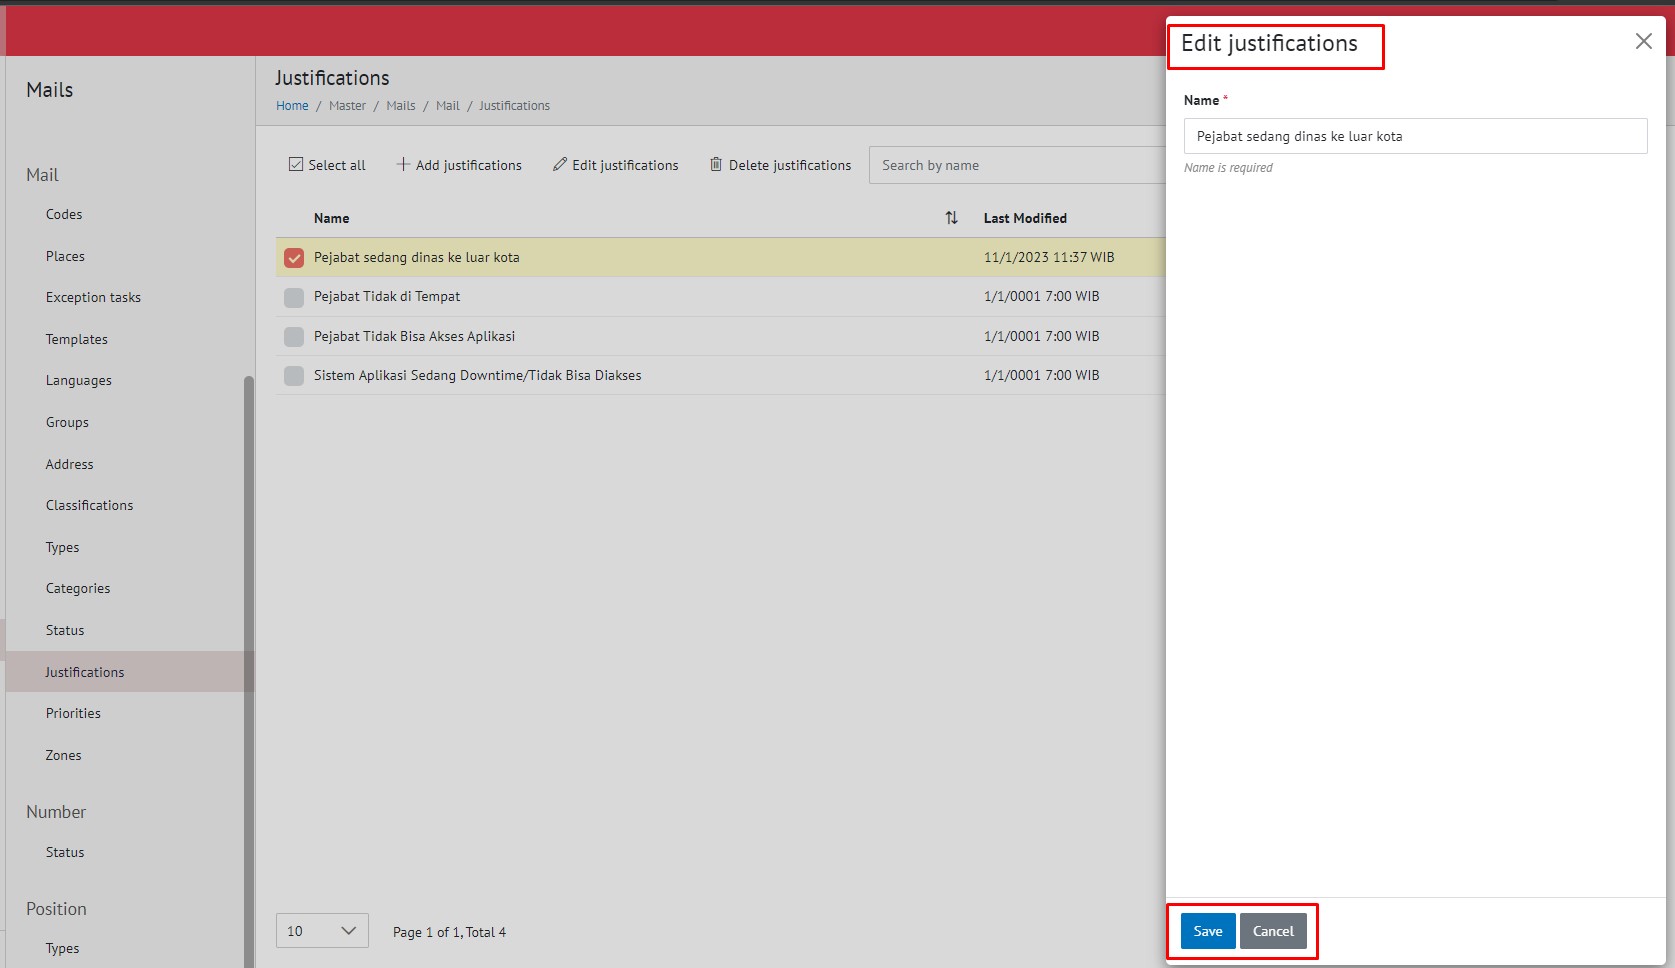 Mails
Mail
Codes
Places
Exception tasks
Templates
Languages
Groups
Address
Classifications
Types
Categories
Status
Justifications
Priorities
Zones
Number
Status
Position
Types
Justifications
Home / Master / Mails / Mail / Justifications
Select all Add justifications Edit justifications Delete justifications Search by name
Name Last Modified
Pejabat sedang dinas ke luar kota 11/1/2023 11:37 WIB
Pejabat Tidak di Tempat 1/1/0001 7:00 WIB
Pejabat Tidak Bisa Akses Aplikasi 1/1/0001 7:00 WIB
Sistem Aplikasi Sedang Downtime/Tidak Bisa Diakses 1/1/0001 7:00 WIB
10 Page 1 of 1, Total 4
Edit justifications
Name *
Pejabat sedang dinas ke luar kota
Name is required
Save Cancel